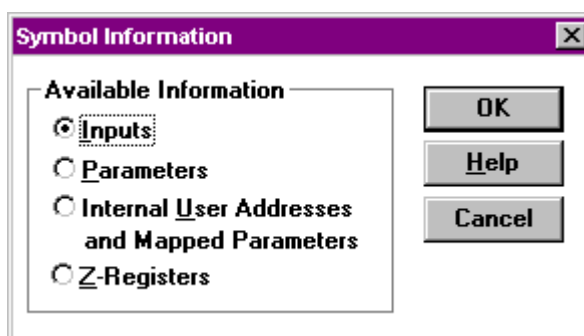 Symbol Information
Available Information
Inputs
Parameters
Internal User Addresses
and Mapped Parameters
Z-Registers
OK
Help
Cancel